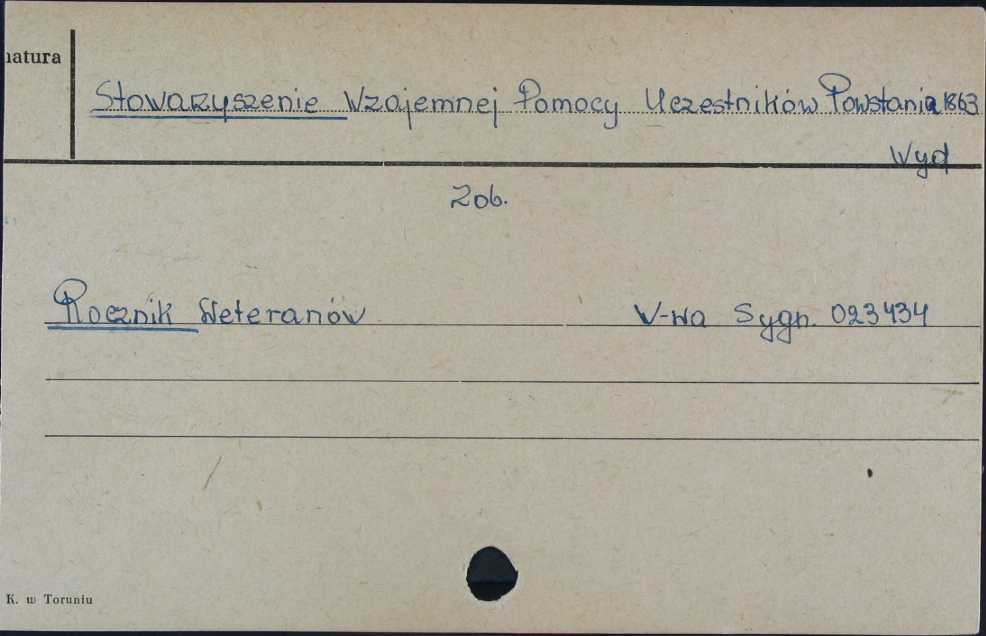 natura
Stowarzyszenie Wzajemnej Pomocy Uczestników Powstania 1863
Wyd
Zob.
Rocznik Weteranów W-wa Sygn. 023434
K. w Toruniu